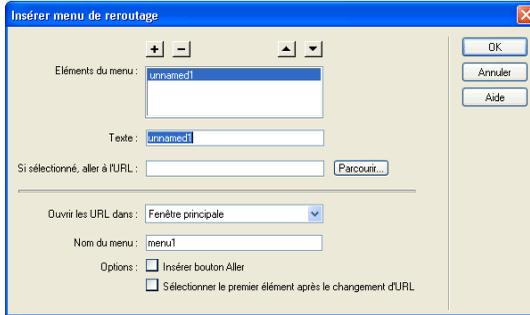 Insérer menu de reroutage
OK
Eléments du menu :
unnamed1
Annuler
Aide
Texte : unnamed1
Si sélectionné, aller à l'URL :
Parcourir...
Ouvrir les URL dans : Fenêtre principale
Nom du menu : menu1
Options : Insérer bouton Aller
Sélectionner le premier élément après le changement d'URL